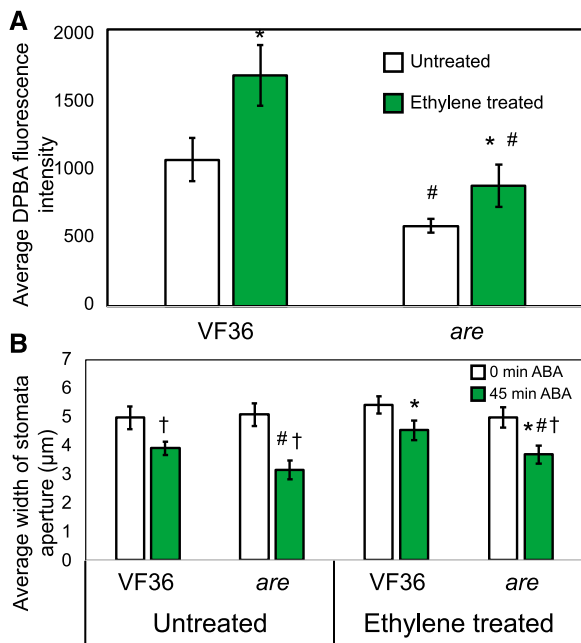 A
Average DPBA fluorescence
intensity
2000
1500
1000
500
0
*
Untreated
Ethylene treated
#
* #
VF36
are
B
Average width of stomata
aperture (µm)
7
6
5
4
3
2
1
0
0 min ABA
45 min ABA
†
#†
*
*#†
VF36
are
VF36
are
Untreated
Ethylene treated